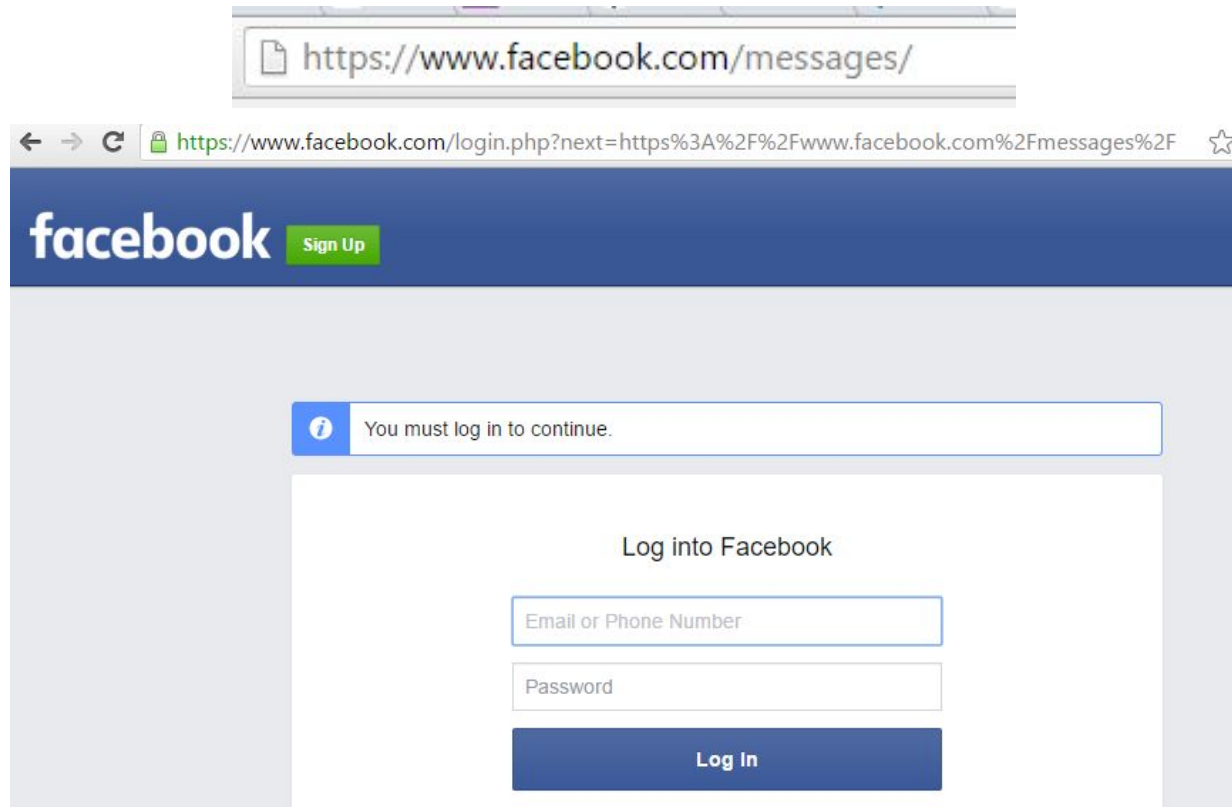 https://www.facebook.com/messages/
https://www.facebook.com/login.php?next=https%3A%2F%2Fwww.facebook.com%2Fmessages%2F
facebook Sign Up
You must log in to continue.
Log into Facebook
Email or Phone Number
Password
Log In